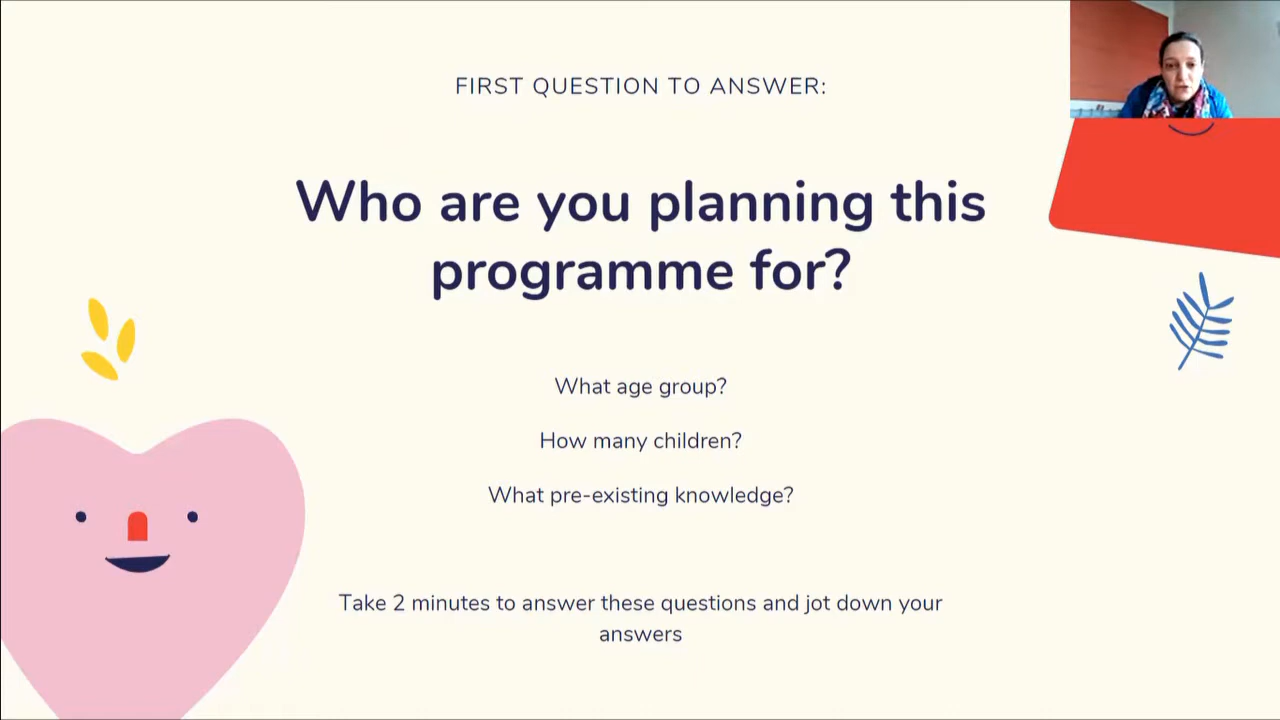 FIRST QUESTION TO ANSWER:
Who are you planning this
programme for?
What age group?
How many children?
What pre-existing knowledge?
Take 2 minutes to answer these questions and jot down your
answers